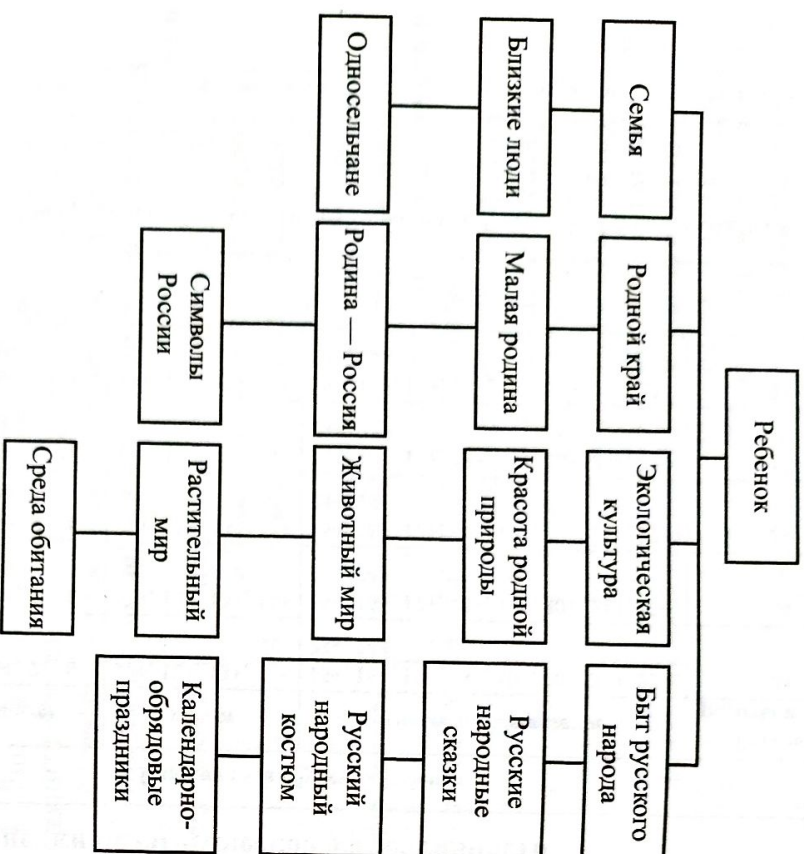 Ребенок
Семья
Близкие люди
Односельчане
Родной край
Малая родина
Родина — Россия
Символы
России
Экологическая
культура
Красота родной
природы
Животный мир
Растительный
мир
Среда обитания
Быт русского
народа
Русские
народные
сказки
Русский
народный
костюм
Календарно-
обрядовые
праздники